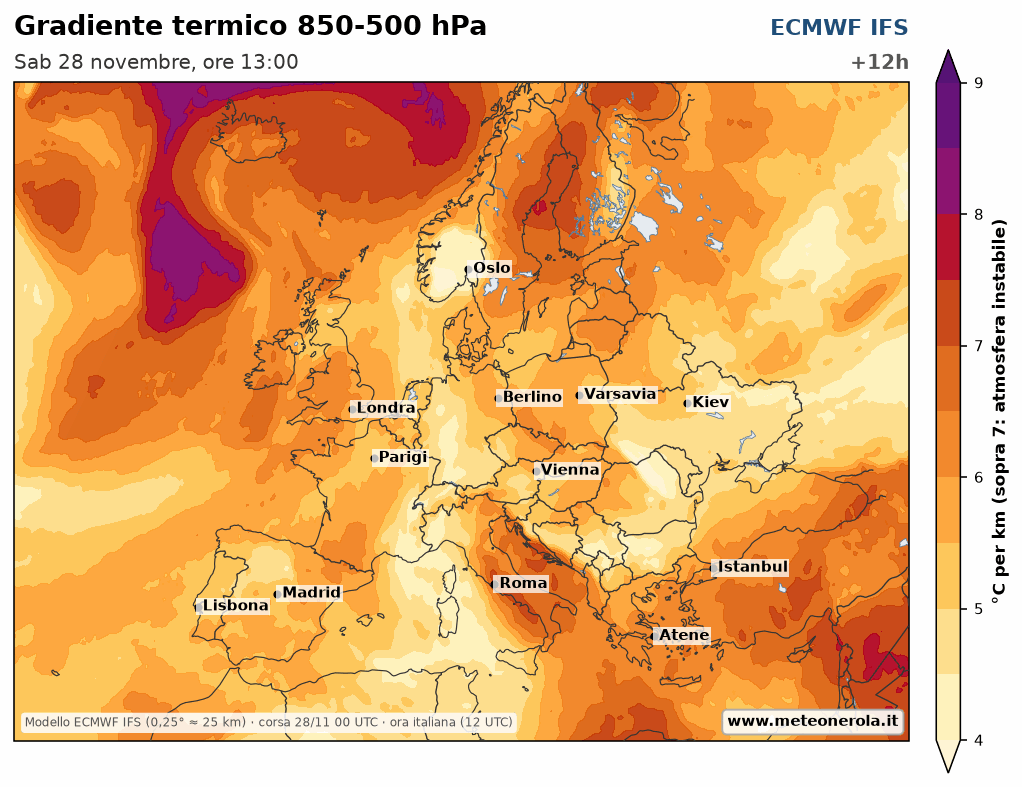 Gradiente termico 850-500 hPa
ECMWF IFS
Sab 28 novembre, ore 13:00
+12h
9
8
7
6
5
4
°C per km (sopra 7: atmosfera instabile)
Oslo
Londra
Berlino
Varsavia
Kiev
Parigi
Vienna
Istanbul
Roma
Madrid
Lisbona
Atene
Modello ECMWF IFS (0,25° ≈ 25 km) · corsa 28/11 00 UTC · ora italiana (12 UTC)
www.meteonerola.it